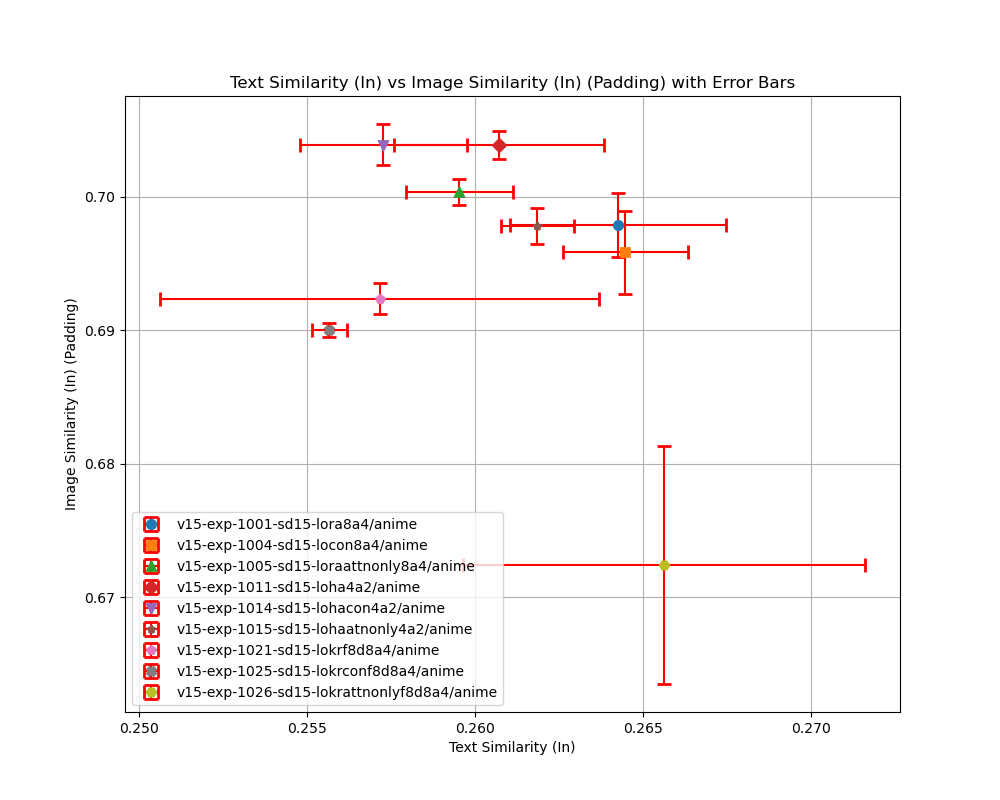 Text Similarity (In) vs Image Similarity (In) (Padding) with Error Bars
Image Similarity (In) (Padding)
0.70
0.69
0.68
0.67
v15-exp-1001-sd15-lora8a4/anime
v15-exp-1004-sd15-locon8a4/anime
v15-exp-1005-sd15-loraattnonly8a4/anime
v15-exp-1011-sd15-loha4a2/anime
v15-exp-1014-sd15-lohacon4a2/anime
v15-exp-1015-sd15-lohaatnonly4a2/anime
v15-exp-1021-sd15-lokrf8d8a4/anime
v15-exp-1025-sd15-lokrconf8d8a4/anime
v15-exp-1026-sd15-lokrattnonlyf8d8a4/anime
0.250 0.255 0.260 0.265 0.270
Text Similarity (In)